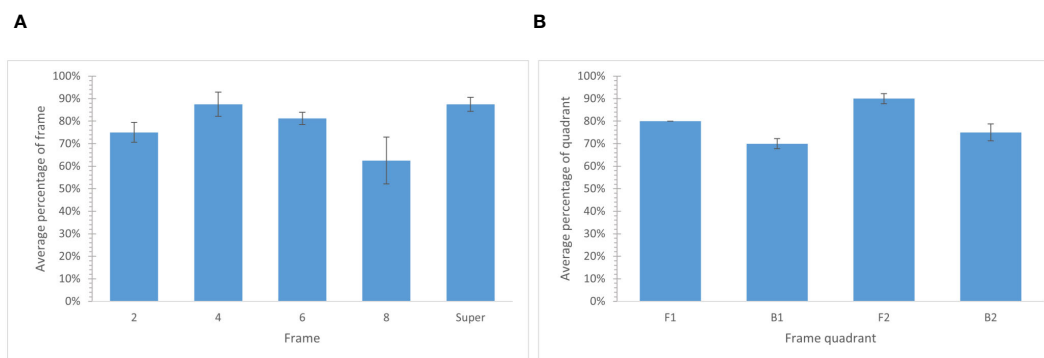 A
100%
90%
80%
70%
60%
50%
40%
30%
20%
10%
0%
Average percentage of frame
2 4 6 8 Super
Frame
B
100%
90%
80%
70%
60%
50%
40%
30%
20%
10%
0%
Average percentage of quadrant
F1 B1 F2 B2
Frame quadrant